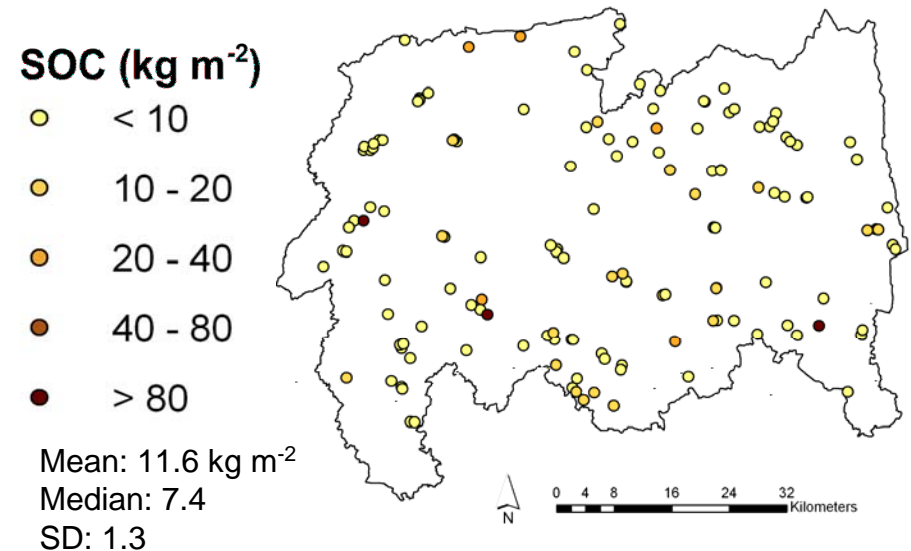 SOC (kg m-2)
< 10
10 - 20
20 - 40
40 - 80
> 80
Mean: 11.6 kg m-2
Median: 7.4
SD: 1.3
N
0 4 8 16 24 32
Kilometers